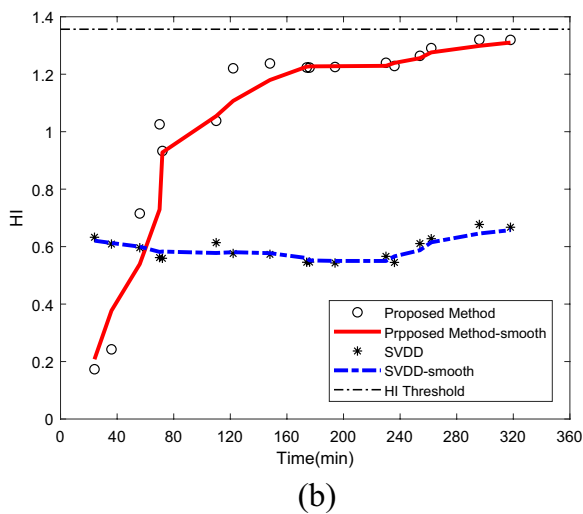 1.4
1.2
1
0.8
0.6
0.4
0.2
0
HI
Proposed Method
Prpposed Method-smooth
SVDD
SVDD-smooth
HI Threshold
0 40 80 120 160 200 240 280 320 360
Time(min)
(b)